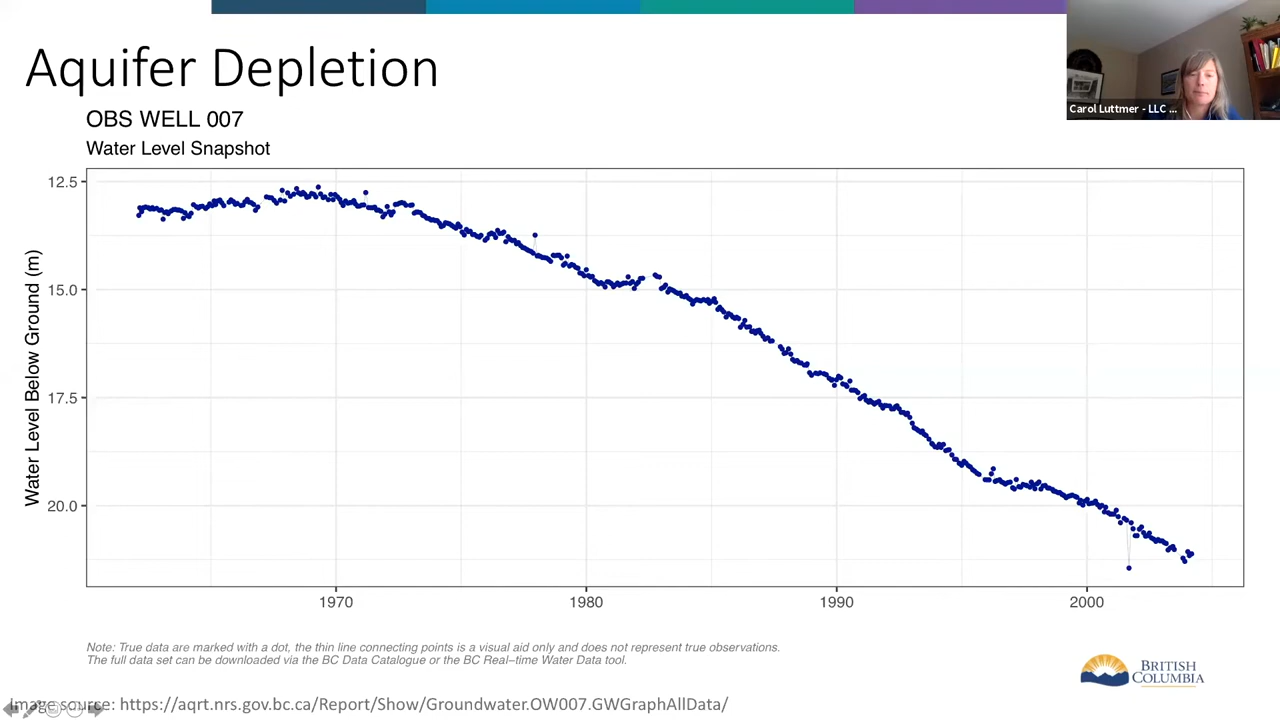 Aquifer Depletion
Carol Luttmer - LLC ...
OBS WELL 007
Water Level Snapshot
12.5
15.0
17.5
20.0
Water Level Below Ground (m)
1970
1980
1990
2000
Note: True data are marked with a dot, the thin line connecting points is a visual aid only and does not represent true observations.
The full data set can be downloaded via the BC Data Catalogue or the BC Real–time Water Data tool.
BRITISH
COLUMBIA
Image source: https://aqrt.nrs.gov.bc.ca/Report/Show/Groundwater.OW007.GWGraphAllData/